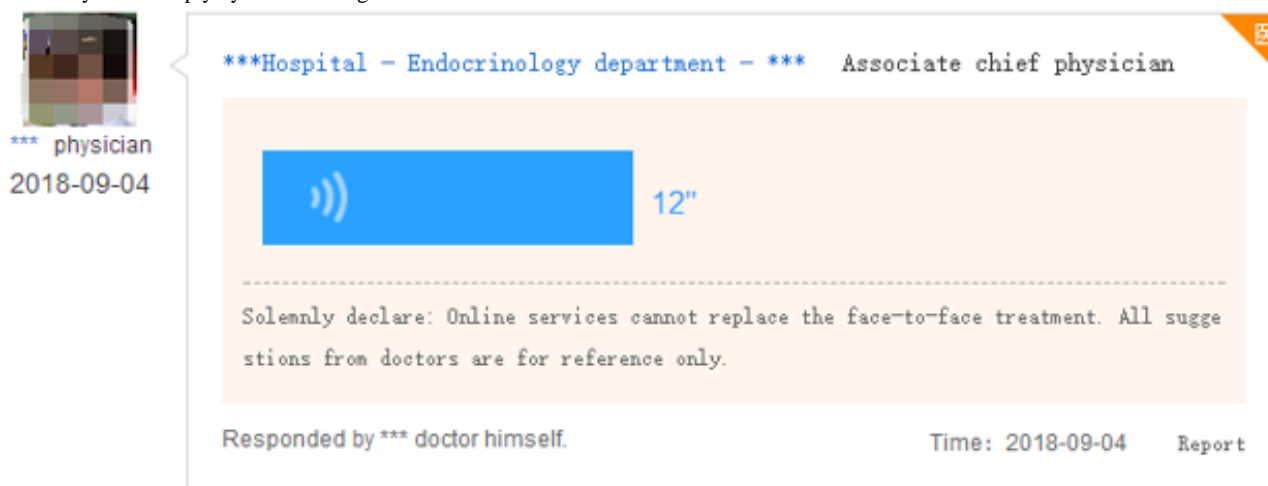 ***Hospital - Endocrinology department - *** Associate chief physician
*** physician
2018-09-04
12"
Solemnly declare: Online services cannot replace the face-to-face treatment. All sugge
stions from doctors are for reference only.
Responded by *** doctor himself.
Time: 2018-09-04 Report